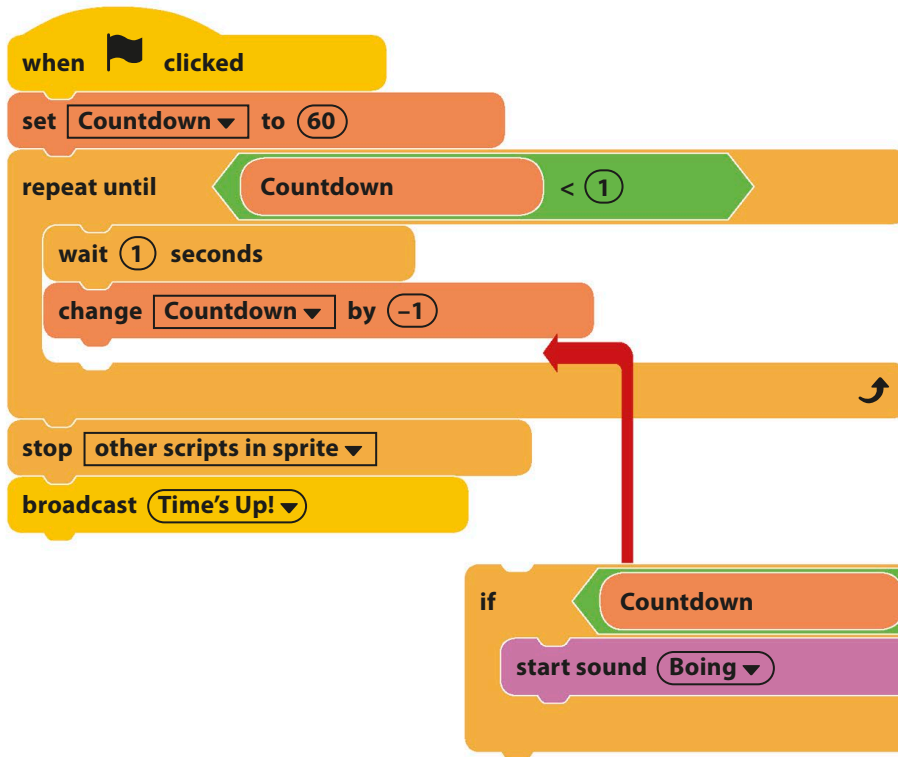 when clicked
set Countdown to 60
repeat until Countdown < 1
wait 1 seconds
change Countdown by –1
stop other scripts in sprite
broadcast Time’s Up!
if Countdown
start sound Boing